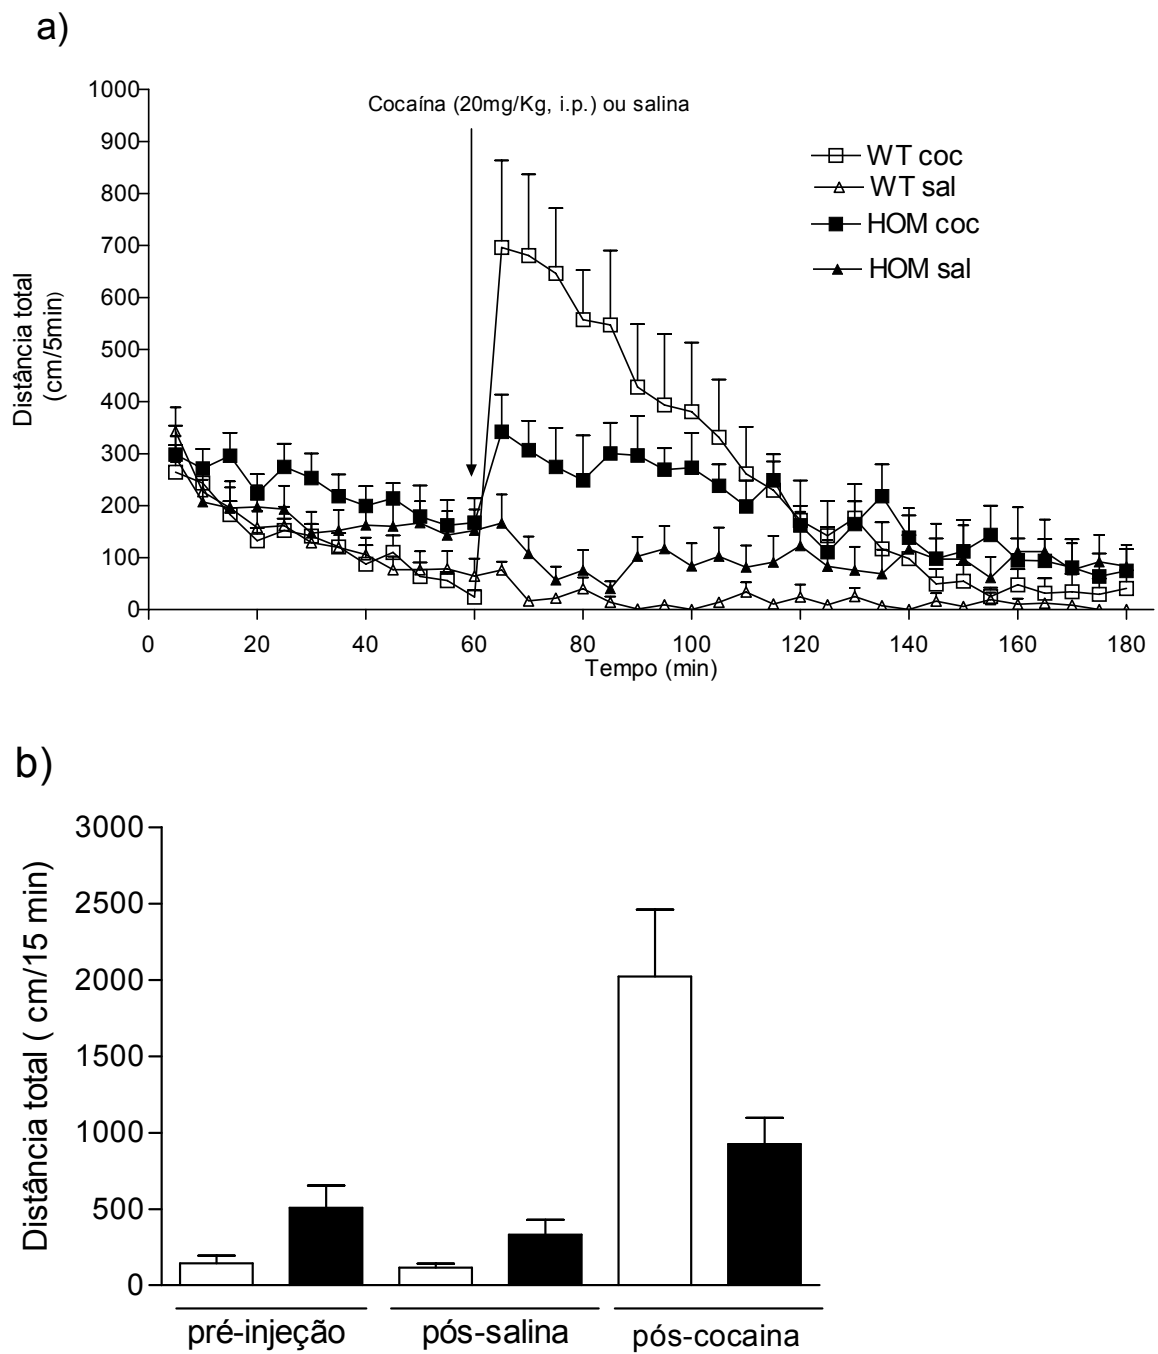 a)
Cocaína (20mg/Kg, i.p.) ou salina
1000
900
800
700
600
500
400
300
200
100
0
Distância total
(cm/5min)
WT coc
WT sal
HOM coc
HOM sal
0 20 40 60 80 100 120 140 160 180
Tempo (min)
b)
3000
2500
2000
1500
1000
500
0
Distância total ( cm/15 min)
pré-injeção pós-salina pós-cocaina